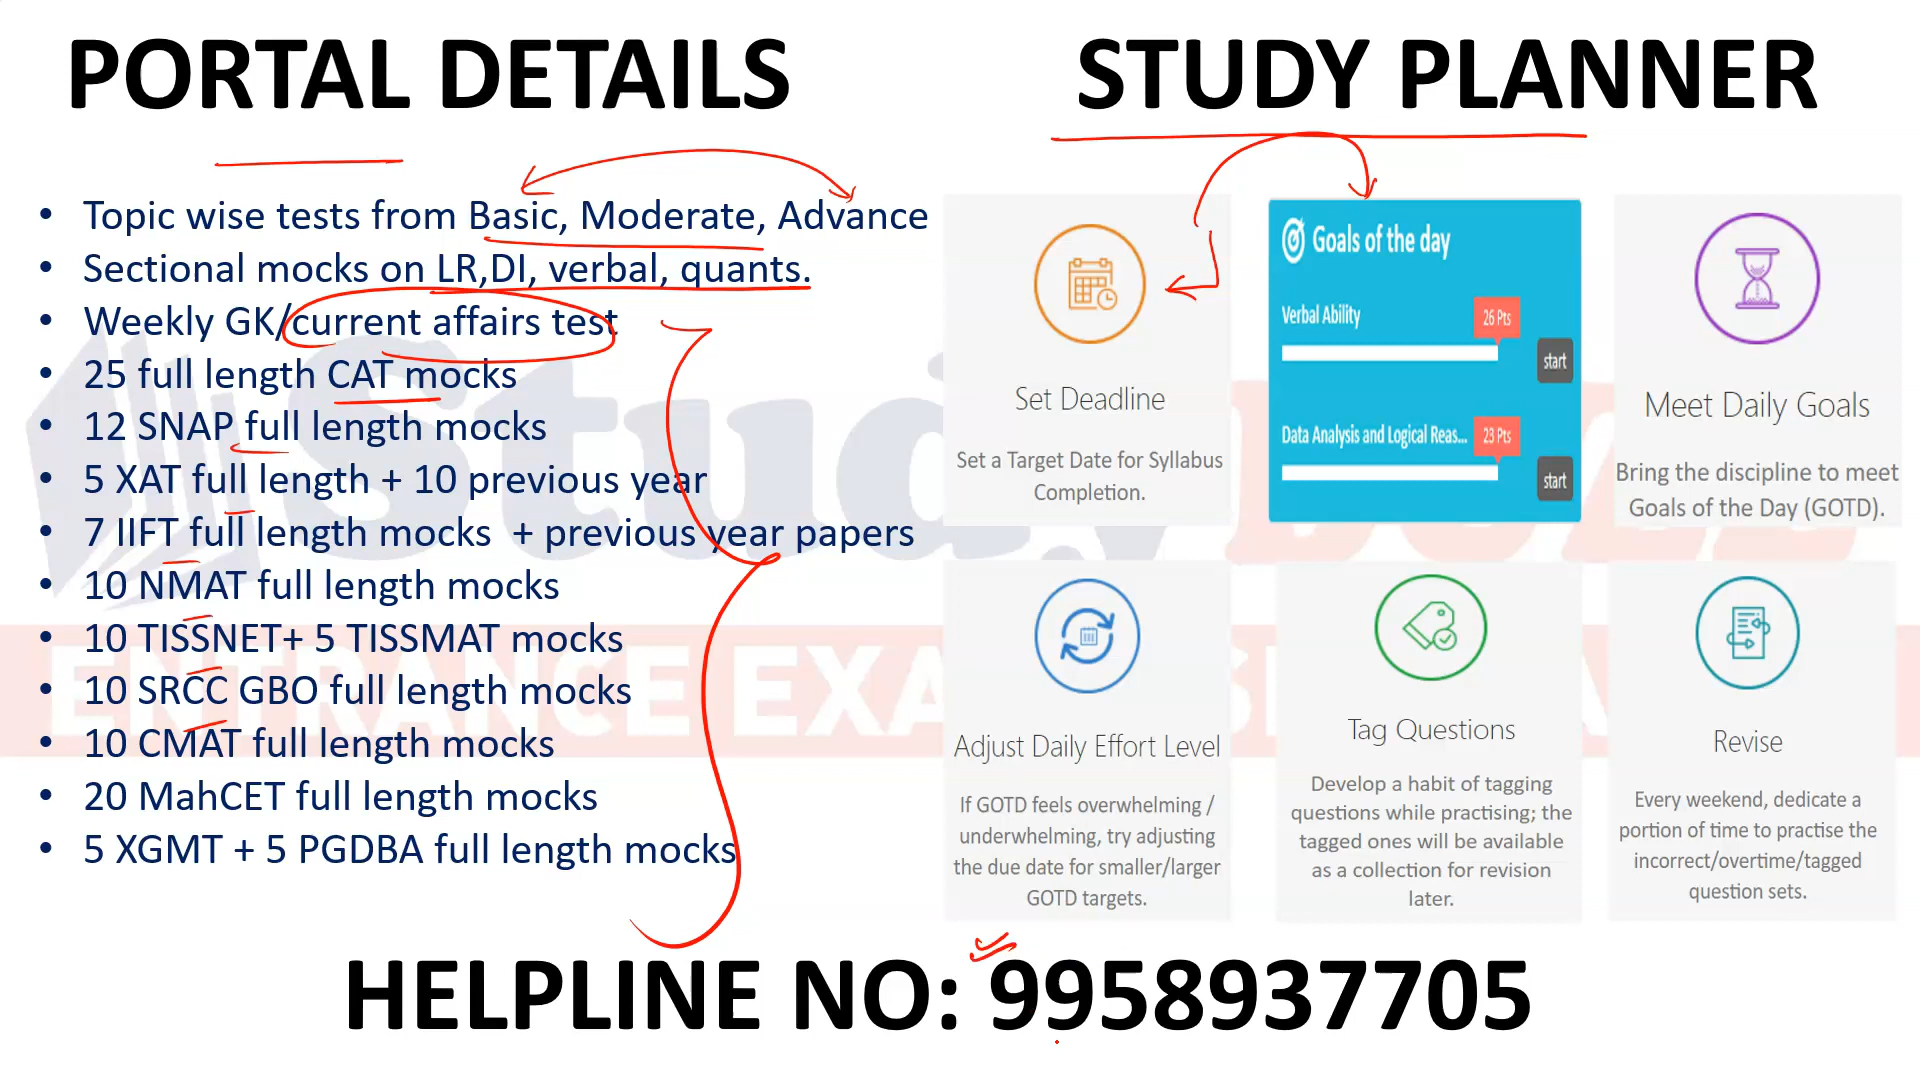 PORTAL DETAILS
• Topic wise tests from Basic, Moderate, Advance
• Sectional mocks on LR,DI, verbal, quants.
• Weekly GK/current affairs test
• 25 full length CAT mocks
• 12 SNAP full length mocks
• 5 XAT full length + 10 previous year
• 7 IIFT full length mocks + previous year papers
• 10 NMAT full length mocks
• 10 TISSNET+ 5 TISSMAT mocks
• 10 SRCC GBO full length mocks
• 10 CMAT full length mocks
• 20 MahCET full length mocks
• 5 XGMT + 5 PGDBA full length mocks
STUDY PLANNER
Set Deadline
Set a Target Date for Syllabus
Completion.
Goals of the day
Verbal Ability
26 Pts
start
Data Analysis and Logical Reas...
23 Pts
start
Meet Daily Goals
Bring the discipline to meet
Goals of the Day (GOTD).
Adjust Daily Effort Level
If GOTD feels overwhelming /
underwhelming, try adjusting
the due date for smaller/larger
GOTD targets.
Tag Questions
Develop a habit of tagging
questions while practising; the
tagged ones will be available
as a collection for revision
later.
Revise
Every weekend, dedicate a
portion of time to practise the
incorrect/overtime/tagged
question sets.
HELPLINE NO: 9958937705